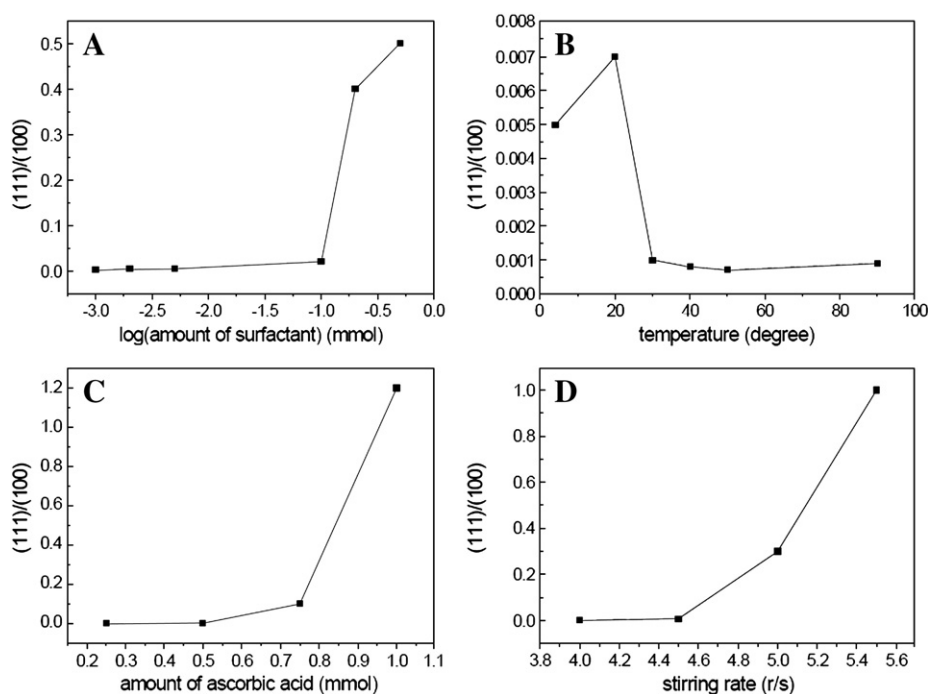 A
0.5
0.4
0.3
0.2
0.1
0.0
(111)/(100)
-3.0 -2.5 -2.0 -1.5 -1.0 -0.5 0.0
log(amount of surfactant) (mmol)
B
0.008
0.007
0.006
0.005
0.004
0.003
0.002
0.001
0.000
(111)/(100)
0 20 40 60 80 100
temperature (degree)
C
1.2
1.0
0.8
0.6
0.4
0.2
0.0
(111)/(100)
0.2 0.3 0.4 0.5 0.6 0.7 0.8 0.9 1.0 1.1
amount of ascorbic acid (mmol)
D
1.0
0.8
0.6
0.4
0.2
0.0
(111)/(100)
3.8 4.0 4.2 4.4 4.6 4.8 5.0 5.2 5.4 5.6
stirring rate (r/s)